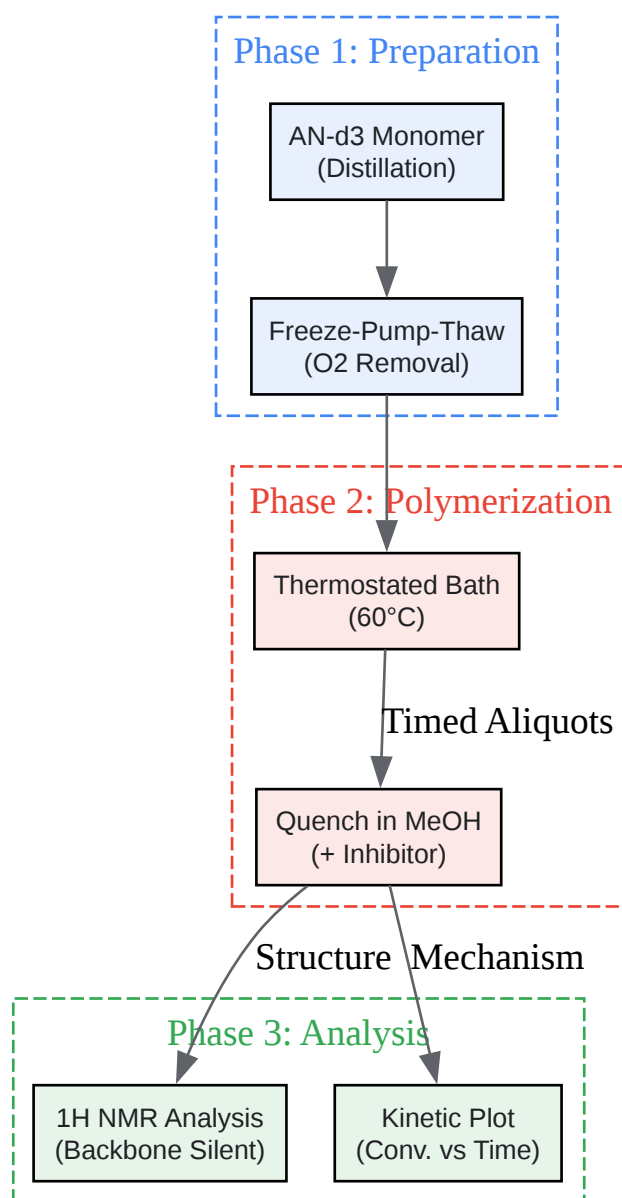 Phase 1: Preparation
AN-d3 Monomer
(Distillation)
Freeze-Pump-Thaw
(O2 Removal)
Phase 2: Polymerization
Thermostated Bath
(60°C)
Timed Aliquots
Quench in MeOH
(+ Inhibitor)
Structure
Mechanism
Phase 3: Analysis
1H NMR Analysis
(Backbone Silent)
Kinetic Plot
(Conv. vs Time)